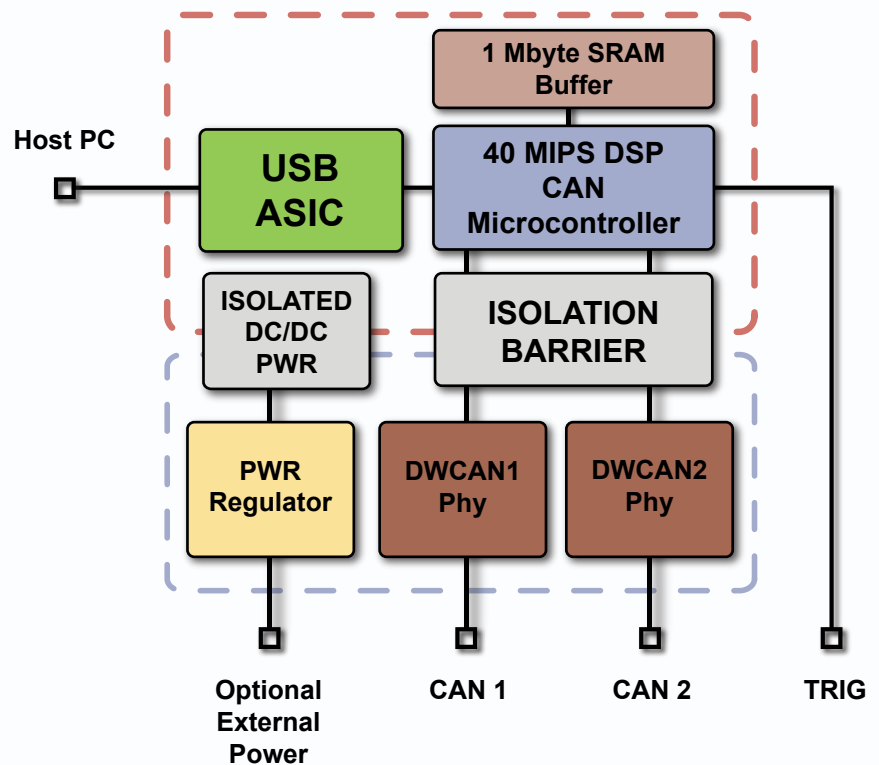 1 Mbyte SRAM
Buffer
Host PC
USB
ASIC
40 MIPS DSP
CAN
Microcontroller
ISOLATED
DC/DC
PWR
ISOLATION
BARRIER
PWR
Regulator
DWCAN1
Phy
DWCAN2
Phy
Optional
External
Power
CAN 1
CAN 2
TRIG